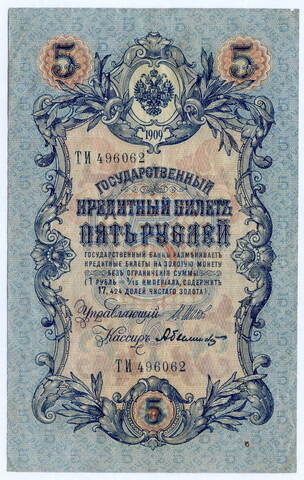 5 5
1909
ТИ 496062
ГОСУДАРСТВЕННЫЙ
КРЕДИТНЫЙ БИЛЕТЪ
ПЯТЬ РУБЛЕЙ
ГОСУДАРСТВЕННЫЙ БАНКЪ РАЗМѢНИВАЕТЪ
КРЕДИТНЫЕ БИЛЕТЫ НА ЗОЛОТУЮ МОНЕТУ
БЕЗЪ ОГРАНИЧЕНІЯ СУММЫ
(1 РУБЛЬ = 1/15 ИМПЕРІАЛА, СОДЕРЖИТЪ
17,424 ДОЛЕЙ ЧИСТАГО ЗОЛОТА).
Управляющій
Кассиръ
ТИ 496062
5